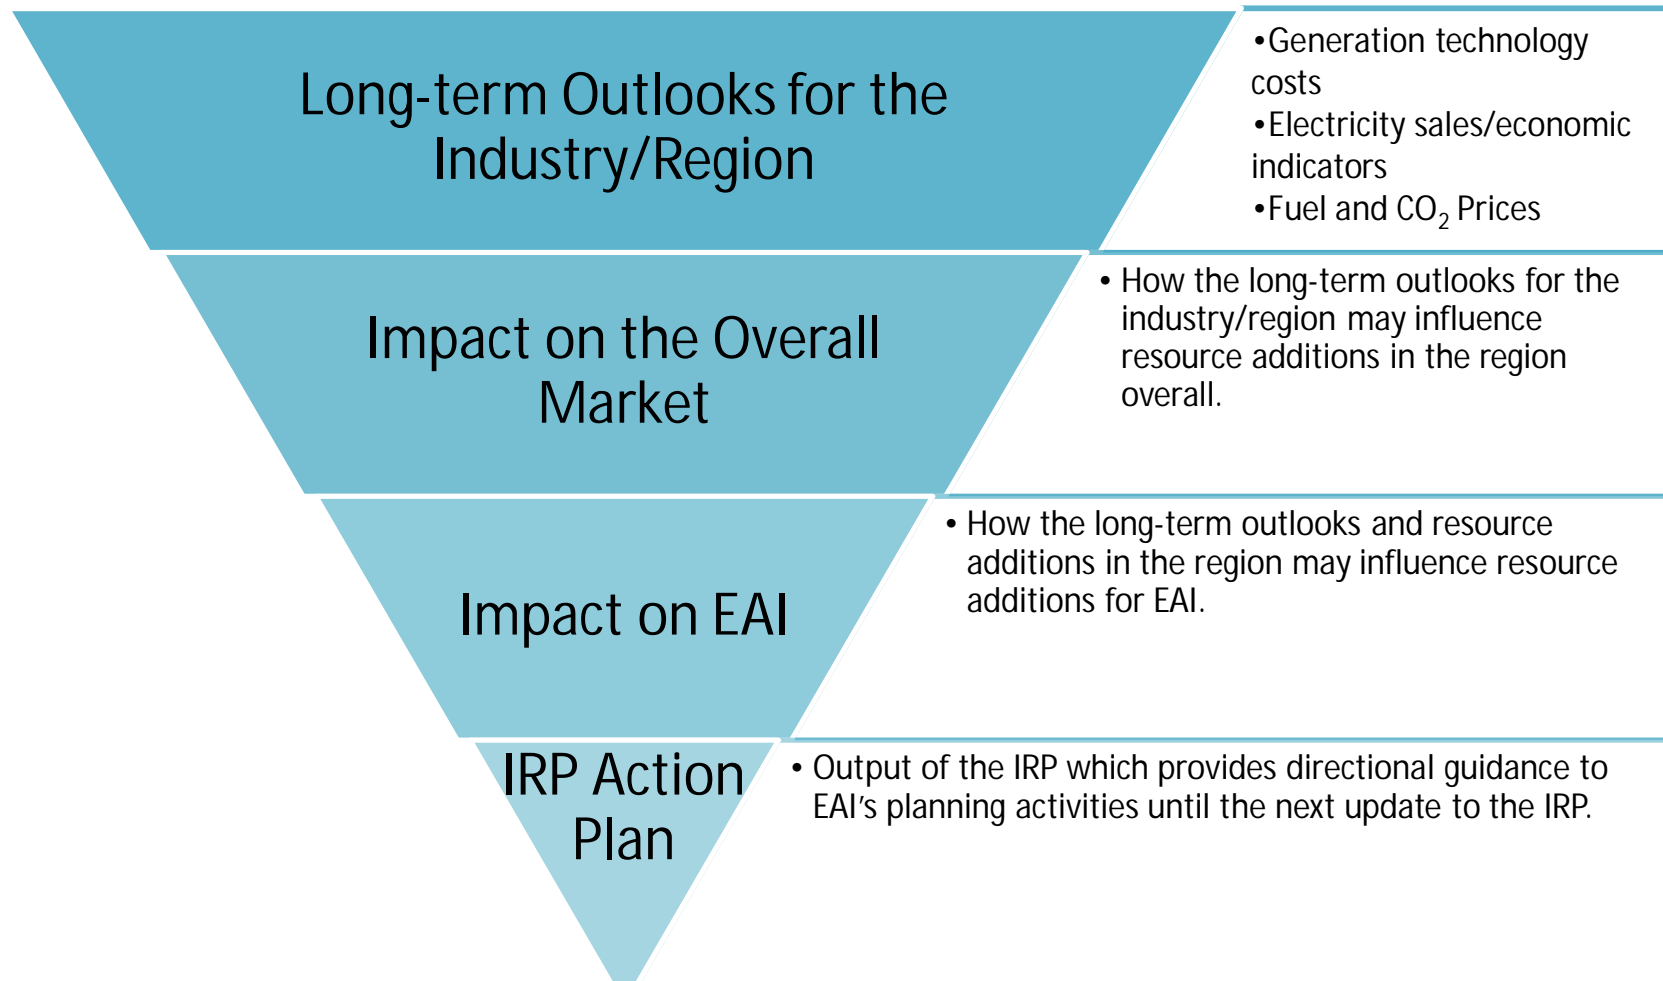 Long-term Outlooks for the
Industry/Region
•Generation technology
costs
•Electricity sales/economic
indicators
•Fuel and CO₂ Prices
Impact on the Overall
Market
• How the long-term outlooks for the
industry/region may influence
resource additions in the region
overall.
Impact on EAI
• How the long-term outlooks and resource
additions in the region may influence resource
additions for EAI.
IRP Action
Plan
• Output of the IRP which provides directional guidance to
EAI’s planning activities until the next update to the IRP.